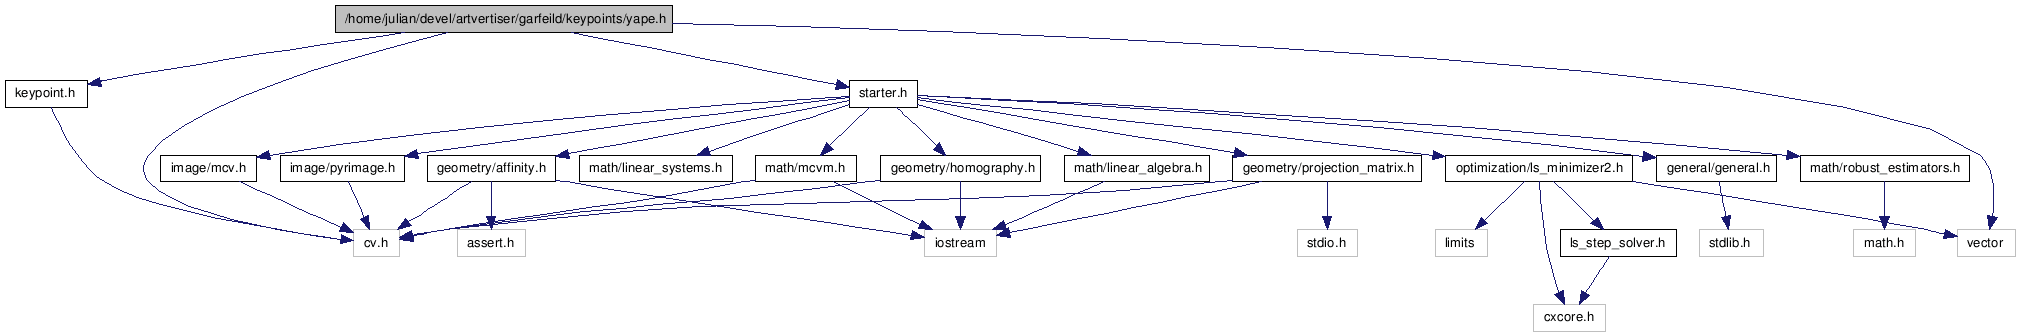 /home/julian/devel/artvertiser/garfeild/keypoints/yape.h
keypoint.h
starter.h
image/mcv.h
image/pyrimage.h
geometry/affinity.h
math/linear_systems.h
math/mcvm.h
geometry/homography.h
math/linear_algebra.h
geometry/projection_matrix.h
optimization/ls_minimizer2.h
general/general.h
math/robust_estimators.h
cv.h
assert.h
iostream
stdio.h
limits
ls_step_solver.h
stdlib.h
math.h
vector
cxcore.h